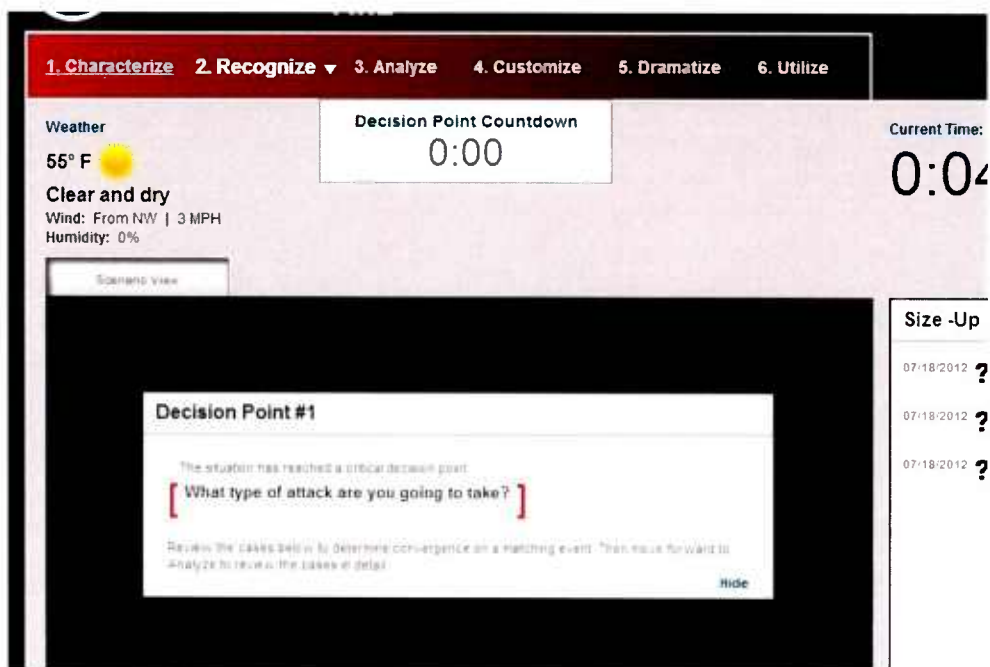 1. Characterize 2. Recognize ▼ 3. Analyze 4. Customize 5. Dramatize 6. Utilize
Weather
55° F
Clear and dry
Wind: From NW | 3 MPH
Humidity: 0%
Decision Point Countdown
0:00
Current Time:
0:04
Scenario View
Size -Up
07/18/2012 ?
07/18/2012 ?
07/18/2012 ?
Decision Point #1
The situation has reached a critical decision point
[ What type of attack are you going to take? ]
Review the cases below to determine convergence on a matching event. Then move forward to
Analyze to review the cases in detail
Hide